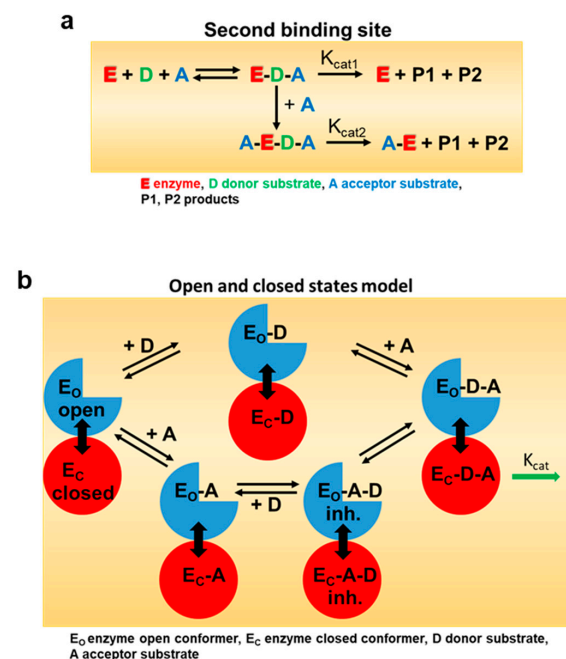 a
Second binding site
E + D + A E-D-A Kcat1 E + P1 + P2
+ A
A-E-D-A Kcat2 A-E + P1 + P2
E enzyme, D donor substrate, A acceptor substrate,
P1, P2 products
b
Open and closed states model
+ D EO-D + A
EO open EC-D EO-D-A
+ A Kcat
EC closed EC-D-A
EO-A + D EO-A-D inh.
EC-A EC-A-D inh.
EO enzyme open conformer, EC enzyme closed conformer, D donor substrate,
A acceptor substrate